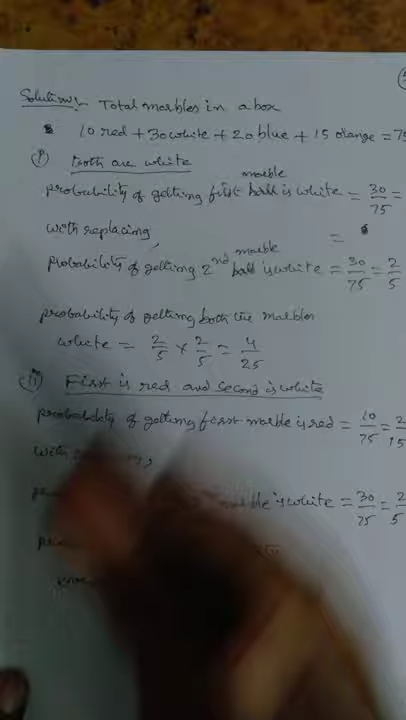 Solution:- Total marbles in a box
10 red + 30 white + 20 blue + 15 orange = 75
(i) Both are white
marble
probability of getting first ball is white = 30/75 =
with replacing, =
marble
probability of getting 2nd ball is white = 30/75 = 2/5
probability of getting both the marbles
white = 2/5 × 2/5 = 4/25
(ii) First is red and second is white
probability of getting first marble is red = 10/75 = 2/15
with
is white = 30/75 = 2/5